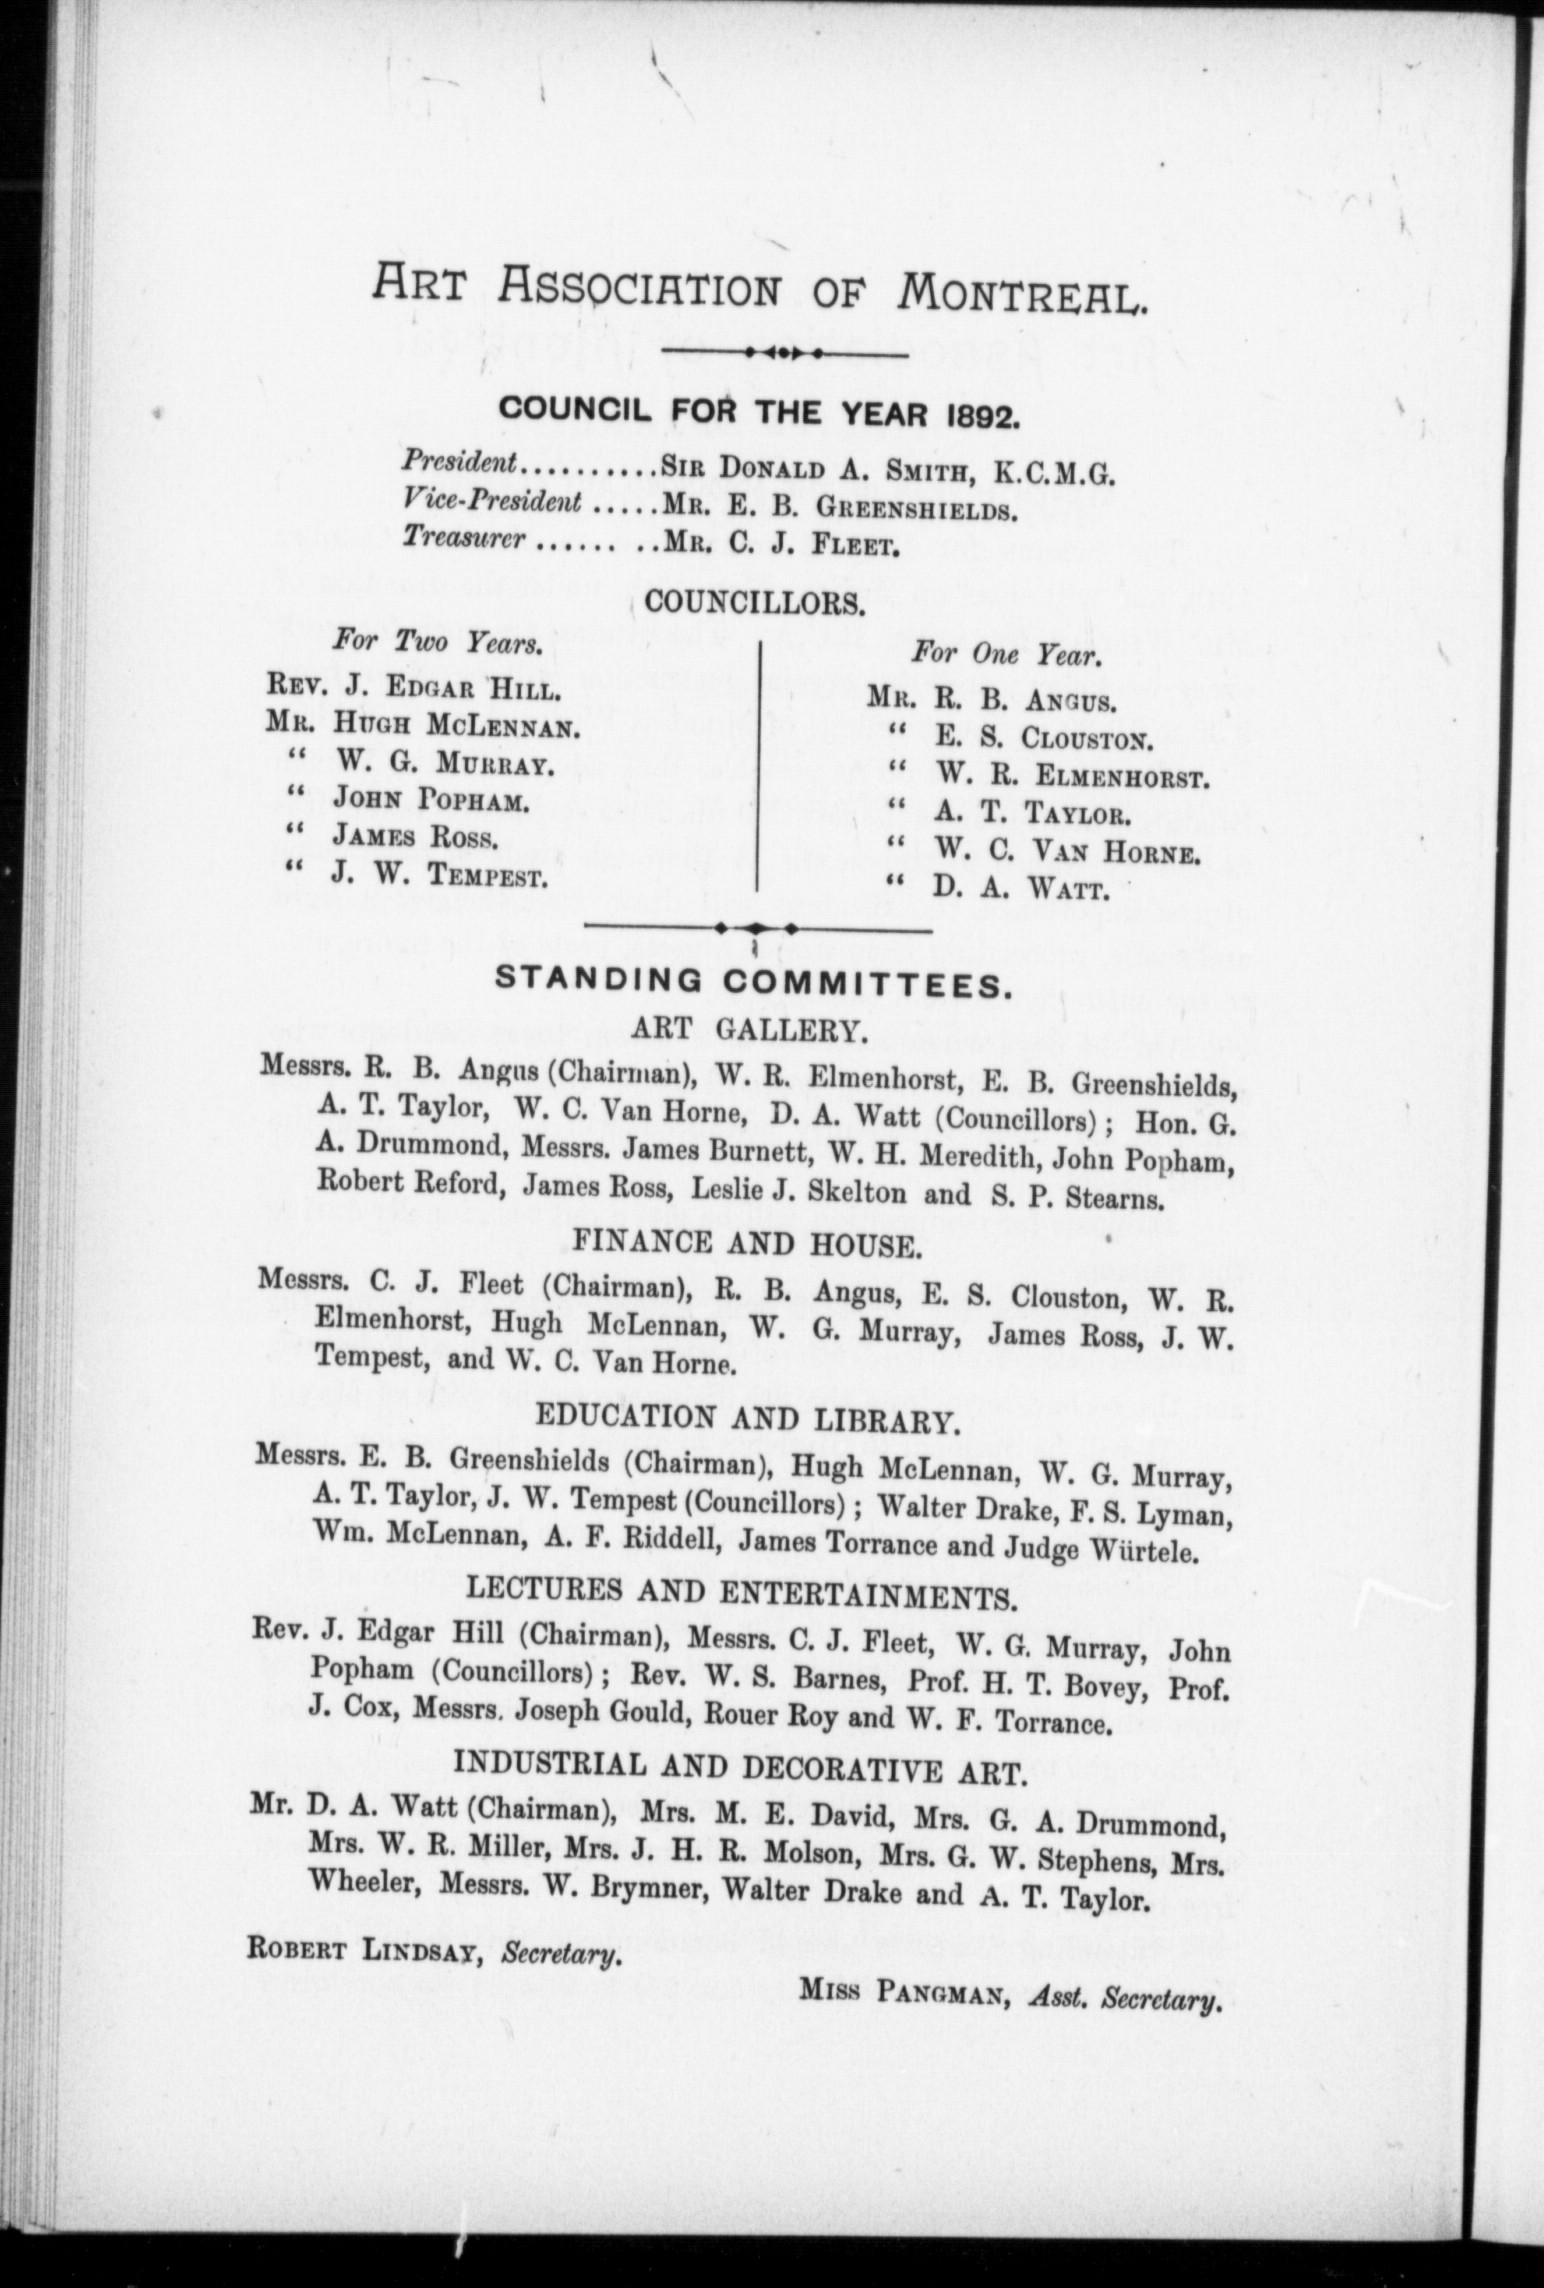 ART ASSOCIATION OF MONTREAL.
COUNCIL FOR THE YEAR 1892.
President..........SIR DONALD A. SMITH, K.C.M.G.
Vice-President .....MR. E. B. GREENSHIELDS.
Treasurer ...... ..MR. C. J. FLEET.
COUNCILLORS.
For Two Years.
REV. J. EDGAR HILL.
MR. HUGH MCLENNAN.
“ W. G. MURRAY.
“ JOHN POPHAM.
“ JAMES ROSS.
“ J. W. TEMPEST.
For One Year.
MR. R. B. ANGUS.
“ E. S. CLOUSTON.
“ W. R. ELMENHORST.
“ A. T. TAYLOR.
“ W. C. VAN HORNE.
“ D. A. WATT.
STANDING COMMITTEES.
ART GALLERY.
Messrs. R. B. Angus (Chairman), W. R. Elmenhorst, E. B. Greenshields,
A. T. Taylor, W. C. Van Horne, D. A. Watt (Councillors) ; Hon. G.
A. Drummond, Messrs. James Burnett, W. H. Meredith, John Popham,
Robert Reford, James Ross, Leslie J. Skelton and S. P. Stearns.
FINANCE AND HOUSE.
Messrs. C. J. Fleet (Chairman), R. B. Angus, E. S. Clouston, W. R.
Elmenhorst, Hugh McLennan, W. G. Murray, James Ross, J. W.
Tempest, and W. C. Van Horne.
EDUCATION AND LIBRARY.
Messrs. E. B. Greenshields (Chairman), Hugh McLennan, W. G. Murray,
A. T. Taylor, J. W. Tempest (Councillors) ; Walter Drake, F. S. Lyman,
Wm. McLennan, A. F. Riddell, James Torrance and Judge Würtele.
LECTURES AND ENTERTAINMENTS.
Rev. J. Edgar Hill (Chairman), Messrs. C. J. Fleet, W. G. Murray, John
Popham (Councillors) ; Rev. W. S. Barnes, Prof. H. T. Bovey, Prof.
J. Cox, Messrs. Joseph Gould, Rouer Roy and W. F. Torrance.
INDUSTRIAL AND DECORATIVE ART.
Mr. D. A. Watt (Chairman), Mrs. M. E. David, Mrs. G. A. Drummond,
Mrs. W. R. Miller, Mrs. J. H. R. Molson, Mrs. G. W. Stephens, Mrs.
Wheeler, Messrs. W. Brymner, Walter Drake and A. T. Taylor.
ROBERT LINDSAY, Secretary.
MISS PANGMAN, Asst. Secretary.